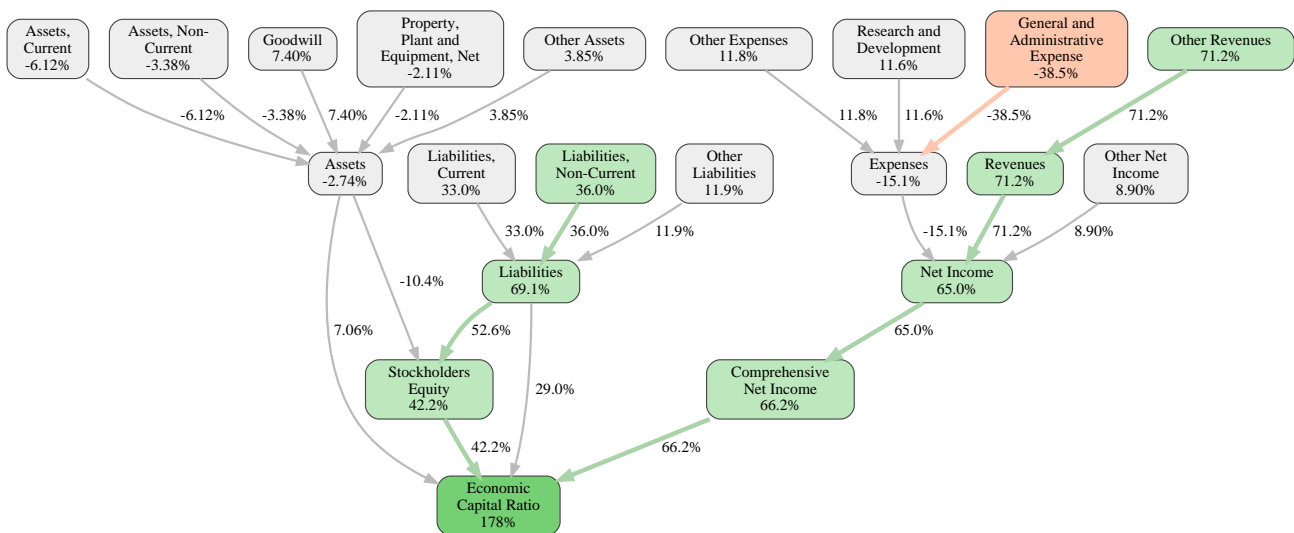 Assets,
Current
-6.12%
Assets, Non-
Current
-3.38%
Goodwill
7.40%
Property,
Plant and
Equipment, Net
-2.11%
Other Assets
3.85%
Other Expenses
11.8%
Research and
Development
11.6%
General and
Administrative
Expense
-38.5%
Other Revenues
71.2%
-6.12%
-3.38%
7.40%
-2.11%
3.85%
11.8%
11.6%
-38.5%
71.2%
Assets
-2.74%
Liabilities,
Current
33.0%
Liabilities,
Non-Current
36.0%
Other
Liabilities
11.9%
Expenses
-15.1%
Revenues
71.2%
Other Net
Income
8.90%
33.0%
36.0%
11.9%
-15.1%
71.2%
8.90%
-10.4%
Liabilities
69.1%
Net Income
65.0%
7.06%
52.6%
65.0%
Stockholders
Equity
42.2%
29.0%
Comprehensive
Net Income
66.2%
42.2%
66.2%
Economic
Capital Ratio
178%